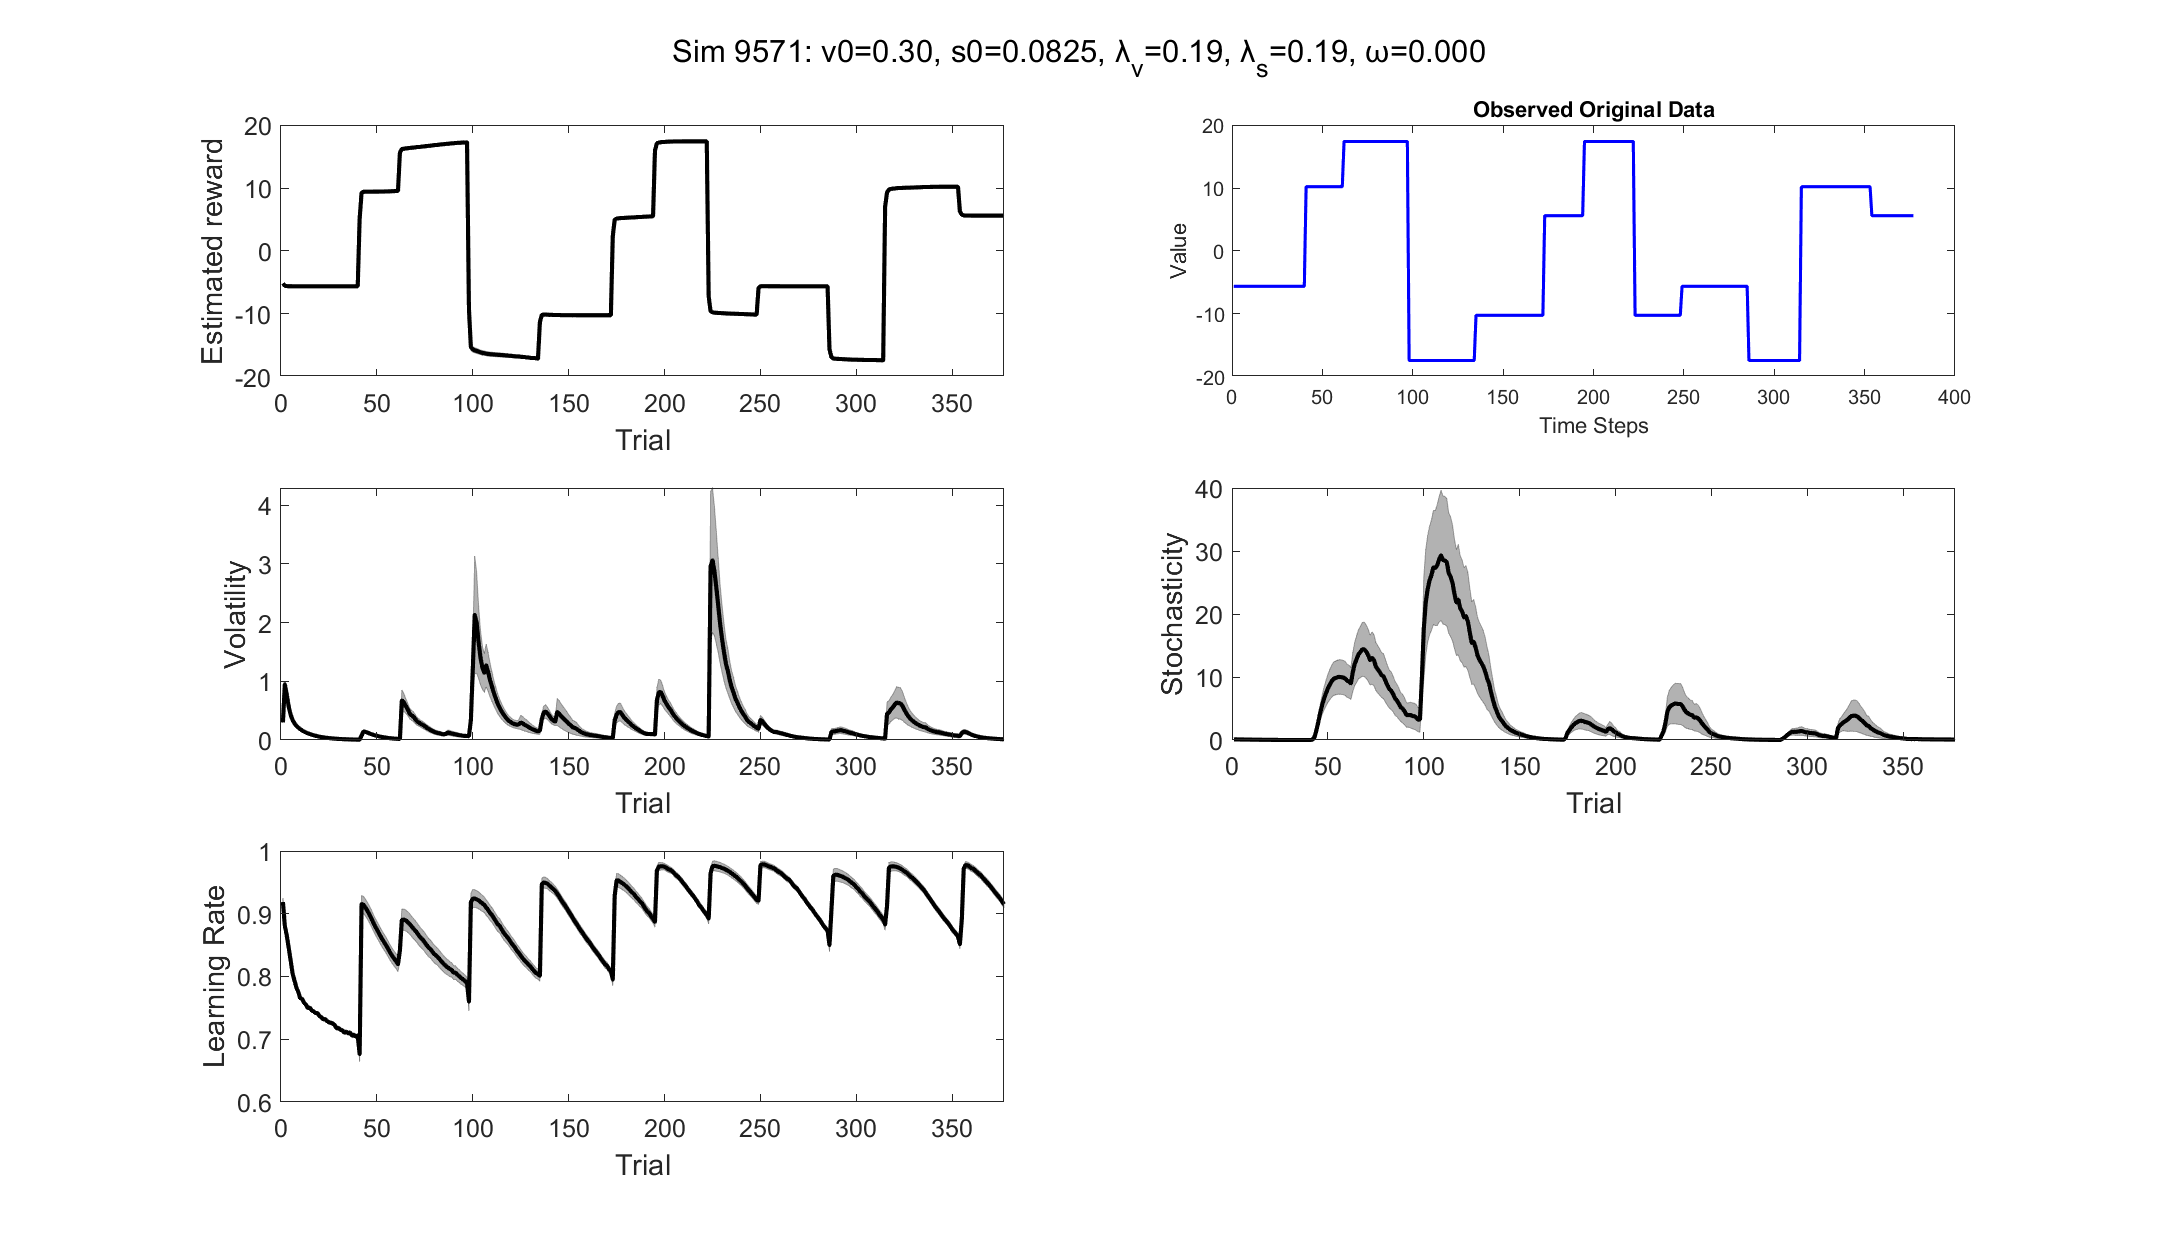 Sim 9571: v0=0.30, s0=0.0825, λv=0.19, λs=0.19, ω=0.000
Estimated reward
20
10
0
-10
-20
0 50 100 150 200 250 300 350
Trial
Observed Original Data
Value
20
10
0
-10
-20
0 50 100 150 200 250 300 350 400
Time Steps
Volatility
4
3
2
1
0
0 50 100 150 200 250 300 350
Trial
Stochasticity
40
30
20
10
0
0 50 100 150 200 250 300 350
Trial
Learning Rate
1
0.9
0.8
0.7
0.6
0 50 100 150 200 250 300 350
Trial